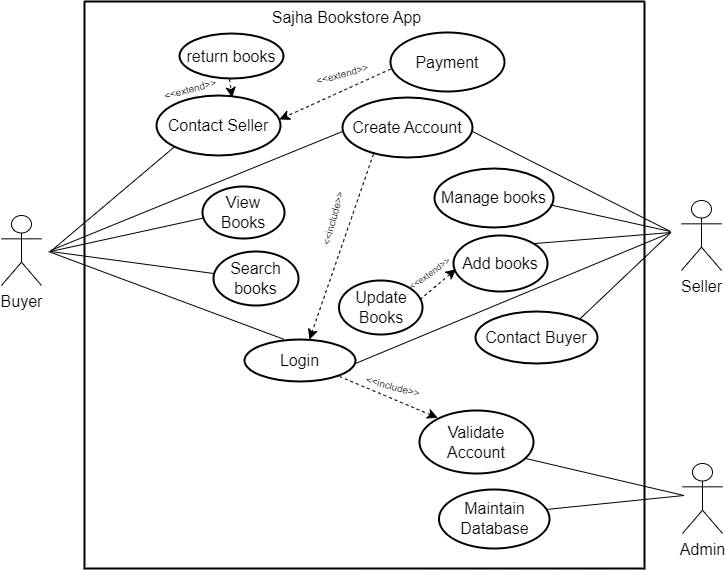 Sajha Bookstore App
return books
<<extend>>
Payment
<<extend>>
Contact Seller
Create Account
View
Books
Manage books
<<include>>
Buyer
Search
books
Add books
Seller
<<extend>>
Update
Books
Contact Buyer
Login
<<include>>
Validate
Account
Maintain
Database
Admin